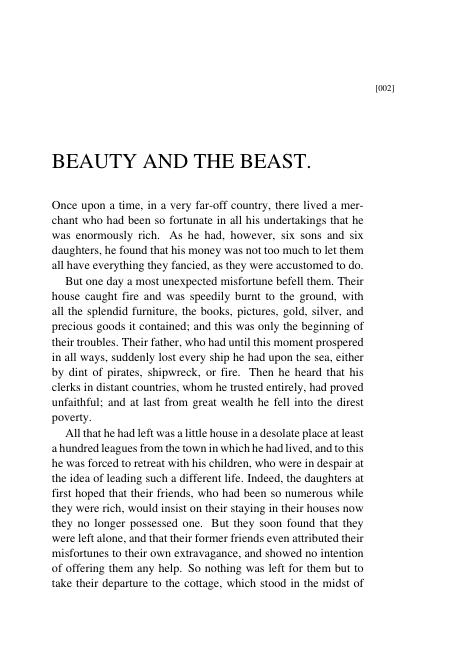 [002]
BEAUTY AND THE BEAST.
Once upon a time, in a very far-off country, there lived a mer-
chant who had been so fortunate in all his undertakings that he
was enormously rich. As he had, however, six sons and six
daughters, he found that his money was not too much to let them
all have everything they fancied, as they were accustomed to do.
But one day a most unexpected misfortune befell them. Their
house caught fire and was speedily burnt to the ground, with
all the splendid furniture, the books, pictures, gold, silver, and
precious goods it contained; and this was only the beginning of
their troubles. Their father, who had until this moment prospered
in all ways, suddenly lost every ship he had upon the sea, either
by dint of pirates, shipwreck, or fire. Then he heard that his
clerks in distant countries, whom he trusted entirely, had proved
unfaithful; and at last from great wealth he fell into the direst
poverty.
All that he had left was a little house in a desolate place at least
a hundred leagues from the town in which he had lived, and to this
he was forced to retreat with his children, who were in despair at
the idea of leading such a different life. Indeed, the daughters at
first hoped that their friends, who had been so numerous while
they were rich, would insist on their staying in their houses now
they no longer possessed one. But they soon found that they
were left alone, and that their former friends even attributed their
misfortunes to their own extravagance, and showed no intention
of offering them any help. So nothing was left for them but to
take their departure to the cottage, which stood in the midst of